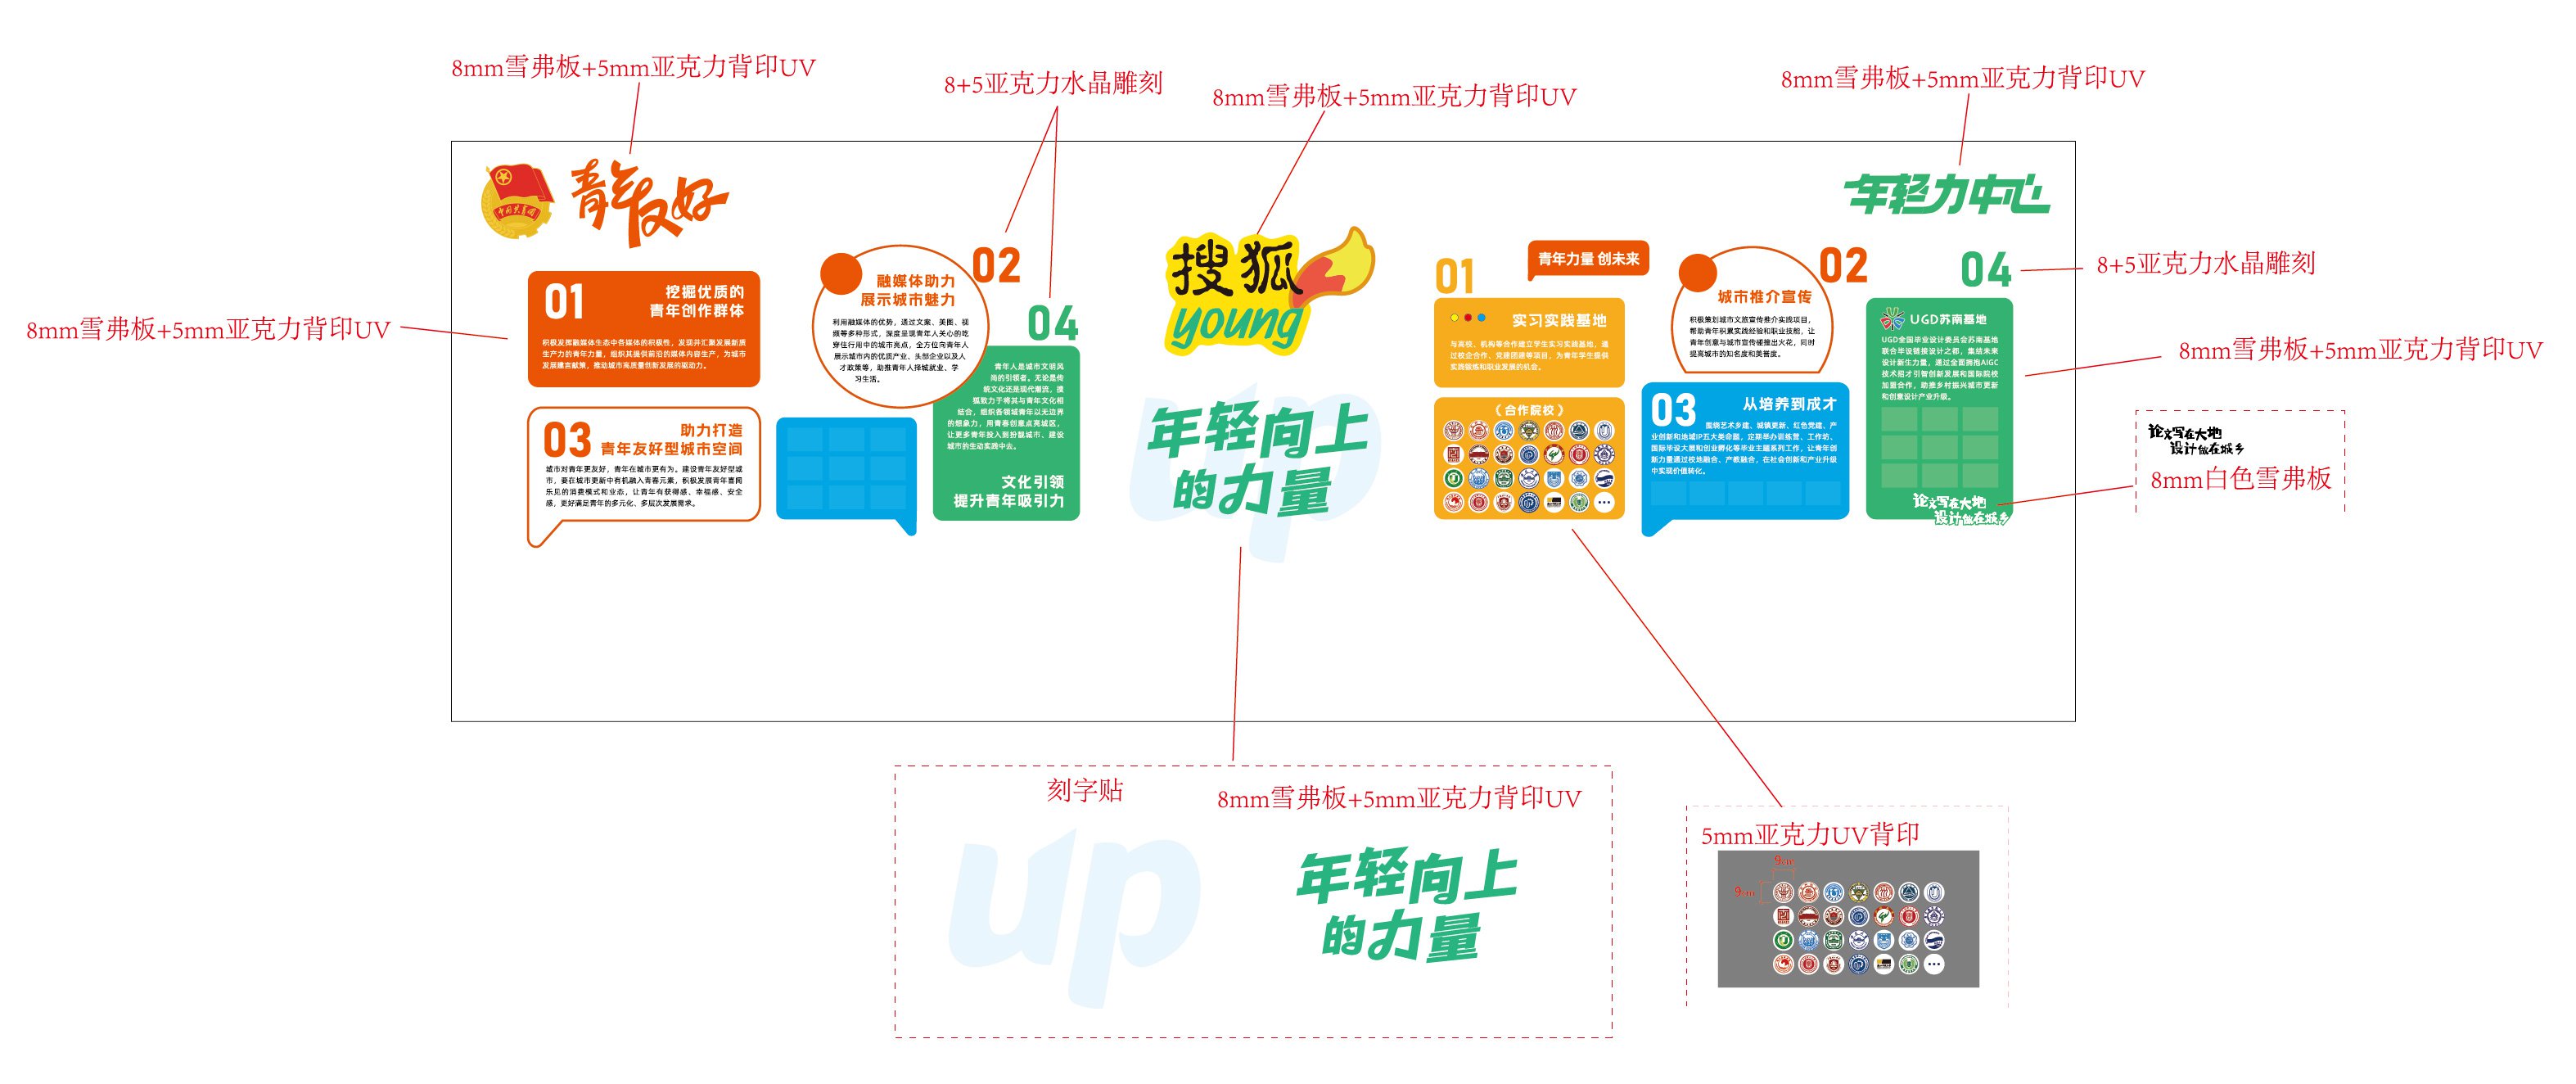 8mm雪弗板+5mm亚克力背印UV
8+5亚克力水晶雕刻
8mm雪弗板+5mm亚克力背印UV
8mm雪弗板+5mm亚克力背印UV
青年友好
年轻力中心
8mm雪弗板+5mm亚克力背印UV
01
挖掘优质的
青年创作群体
积极发挥融媒体生态中各媒体的积极性，发现并汇聚发展新质
生产力的青年力量，组织其提供前沿的媒体内容生产，为城市
发展建言献策，推动城市高质量创新发展的驱动力。
02
融媒体助力
展示城市魅力
利用融媒体的优势，通过文案、美图、视
频等多种形式，深度呈现青年人关心的吃
穿住行用中的城市亮点，全方位向青年人
展示城市内的优质产业、头部企业以及人
才政策等，助推青年人择城就业、学
习生活。
03
助力打造
青年友好型城市空间
城市对青年更友好，青年在城市更有为。建设青年友好型城
市，要在城市更新中有机融入青春元素，积极发展青年喜闻
乐见的消费模式和业态，让青年有获得感、幸福感、安全
感，更好满足青年的多元化、多层次发展需求。
04
青年人是城市文明风
尚的引领者。无论是传
统文化还是现代潮流，搜
狐致力于将其与青年文化相
结合，组织各领域青年以无边界
的想象力，用青春创意点亮城区，
让更多青年投入到扮靓城市、建设
城市的生动实践中去。
文化引领
提升青年吸引力
搜狐
young
up
年轻向上
的力量
01
青年力量 创未来
实习实践基地
与高校、机构等合作建立学生实习实践基地，通
过校企合作、党建团建等项目，为青年学生提供
实践锻炼和职业发展的机会。
（合作院校）
02
城市推介宣传
积极策划城市文旅宣传推介实践项目，
帮助青年积累实践经验和职业技能，让
青年创意与城市宣传碰撞出火花，同时
提高城市的知名度和美誉度。
03
从培养到成才
围绕艺术乡建、城镇更新、红色党建、产
业创新和地域IP五大类命题，定期举办训练营、工作坊、
国际毕设大展和创业孵化等毕业主题系列工作，让青年创
新力量通过校地融合、产教融合，在社会创新和产业升级
中实现价值转化。
04
UGD苏南基地
UGD全国毕业设计委员会苏南基地
联合毕设链接设计之都，集结未来
设计新生力量，通过全面拥抱AIGC
技术招才引智创新发展和国际院校
加盟合作，助推乡村振兴城市更新
和创意设计产业升级。
论文写在大地
设计做在城乡
8+5亚克力水晶雕刻
8mm雪弗板+5mm亚克力背印UV
论文写在大地
设计做在城乡
8mm白色雪弗板
刻字贴
8mm雪弗板+5mm亚克力背印UV
up
年轻向上
的力量
5mm亚克力UV背印
9cm
9cm